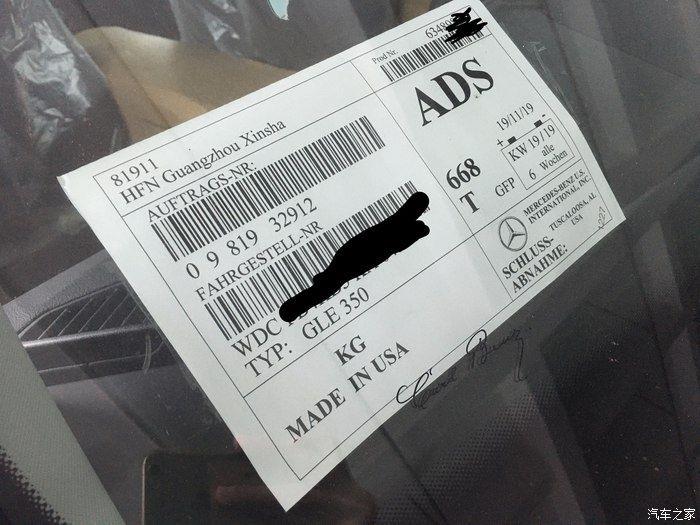 81911
HFN Guangzhou Xinsha
AUFTRAGS-NR:
0 9 819 32912
FAHRGESTELL-NR
WDC
TYP: GLE 350
KG
MADE IN USA
Prod Nr.
6348
ADS
668
T
GFP
19/11/19
+ -
KW 19/19
alle
6 Wochen
MERCEDES-BENZ U.S.
INTERNATIONAL, INC.
TUSCALOOSA, AL
USA
SCHLUSS-
ABNAHME:
汽车之家